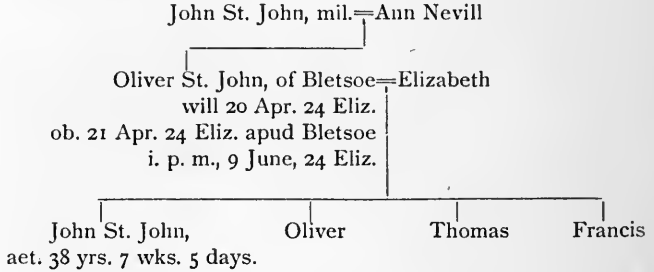 John St. John, mil.=Ann Nevill
Oliver St. John, of Bletsoe=Elizabeth
will 20 Apr. 24 Eliz.
ob. 21 Apr. 24 Eliz. apud Bletsoe
i. p. m., 9 June, 24 Eliz.
John St. John, Oliver Thomas Francis
aet. 38 yrs. 7 wks. 5 days.